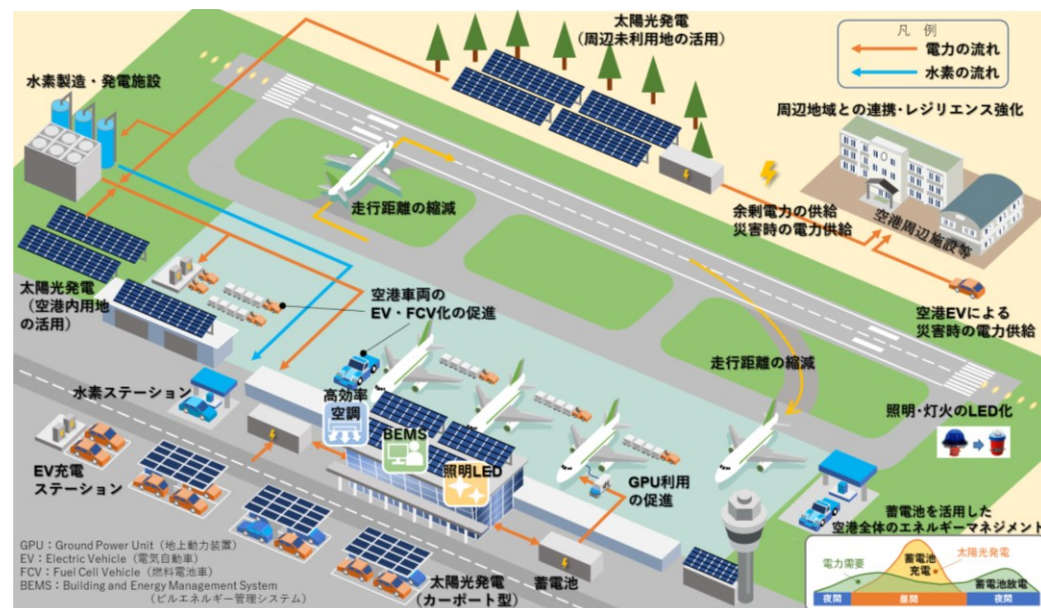 太陽光発電
（周辺未利用地の活用）
凡　例
電力の流れ
水素の流れ
水素製造・発電施設
周辺地域との連携・レジリエンス強化
走行距離の縮減
余剰電力の供給
災害時の電力供給
空港周辺施設等
太陽光発電
（空港内用地
の活用）
空港車両の
EV・FCV化の促進
空港EVによる
災害時の電力供給
走行距離の縮減
水素ステーション
高効率
空調
BEMS
照明LED
照明・灯火のLED化
EV充電
ステーション
GPU利用
の促進
蓄電池を活用した
空港全体のエネルギーマネジメント
GPU：Ground Power Unit（地上動力装置）
EV：Electric Vehicle（電気自動車）
FCV：Fuel Cell Vehicle（燃料電池車）
BEMS：Building and Energy Management System
（ビルエネルギー管理システム）
太陽光発電
（カーポート型）
蓄電池
電力需要
蓄電池
充電
太陽光発電
蓄電池放電
夜間
昼間
夜間